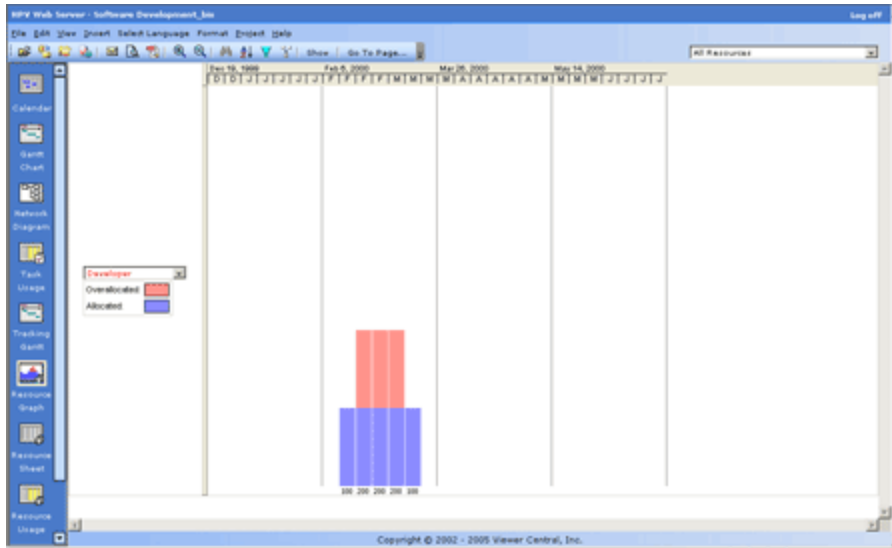 RPV Web Server - Software Development_bis
Log off
File Edit View Insert Select Language Format Project Help
Show Go To Page...
All Resources
Calendar
Gantt
Chart
Network
Diagram
Task
Usage
Tracking
Gantt
Resource
Graph
Resource
Sheet
Resource
Usage
Dec 19, 1999 Feb 6, 2000 Mar 26, 2000 May 14, 2000
D D J J J J J F F F F M M M M A A A A A M M M M J J J J
Developer
Overallocated:
Allocated:
100 200 200 200 100
Copyright © 2002 - 2005 Viewer Central, Inc.